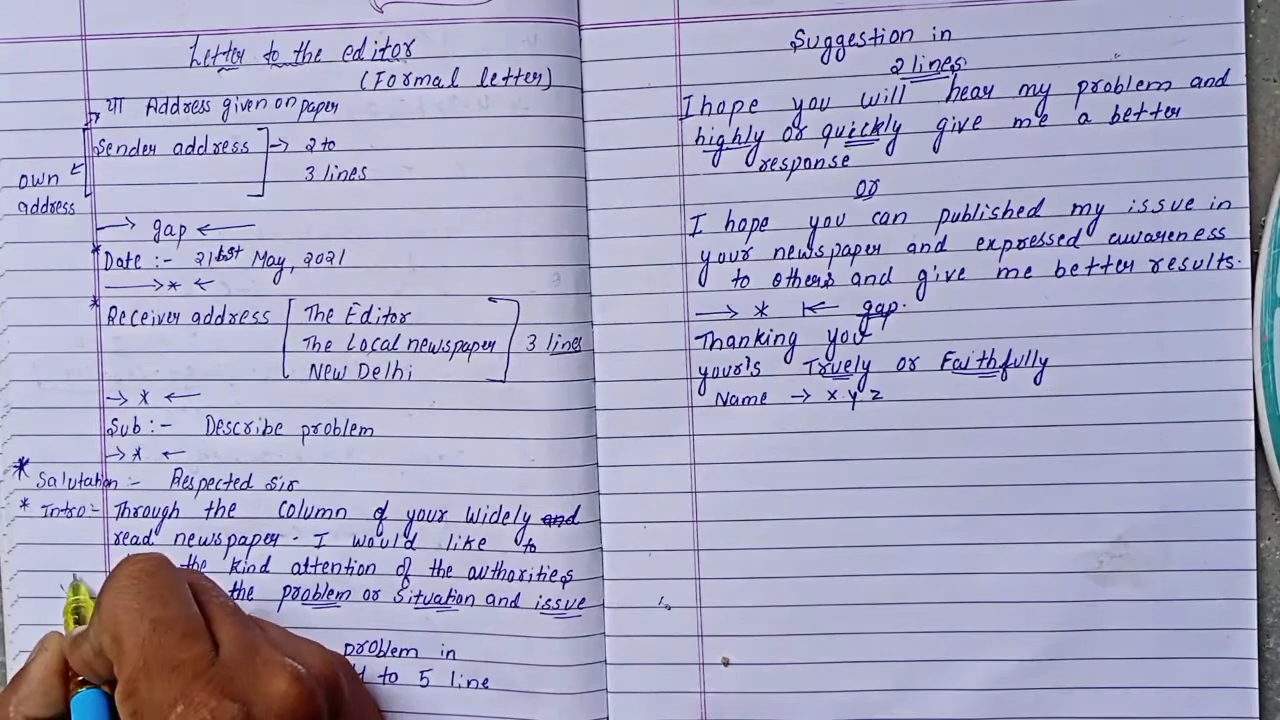 Letter to the editor
(Formal letter)
या Address given on paper
Sender address → 2 to
3 lines
own
address
→ gap ←
* Date :- 21st May, 2021
→ * ←
* Receiver address [ The Editor
The Local newspaper ] 3 lines
New Delhi
→ * ←
Sub :- Describe problem
→ * ←
* Salutation :- Respected Sir
* Intro :- Through the column of your widely
read newspaper. I would like to
the kind attention of the authorities
the problem or situation and issue
problem in
to 5 line
Suggestion in
2 lines.
I hope you will hear my problem and
highly or quickly give me a better
response
or
I hope you can published my issue in
your newspaper and expressed awareness
to others and give me better results.
→ * ← gap.
Thanking you
your's Truely or Faithfully
Name → x.y z